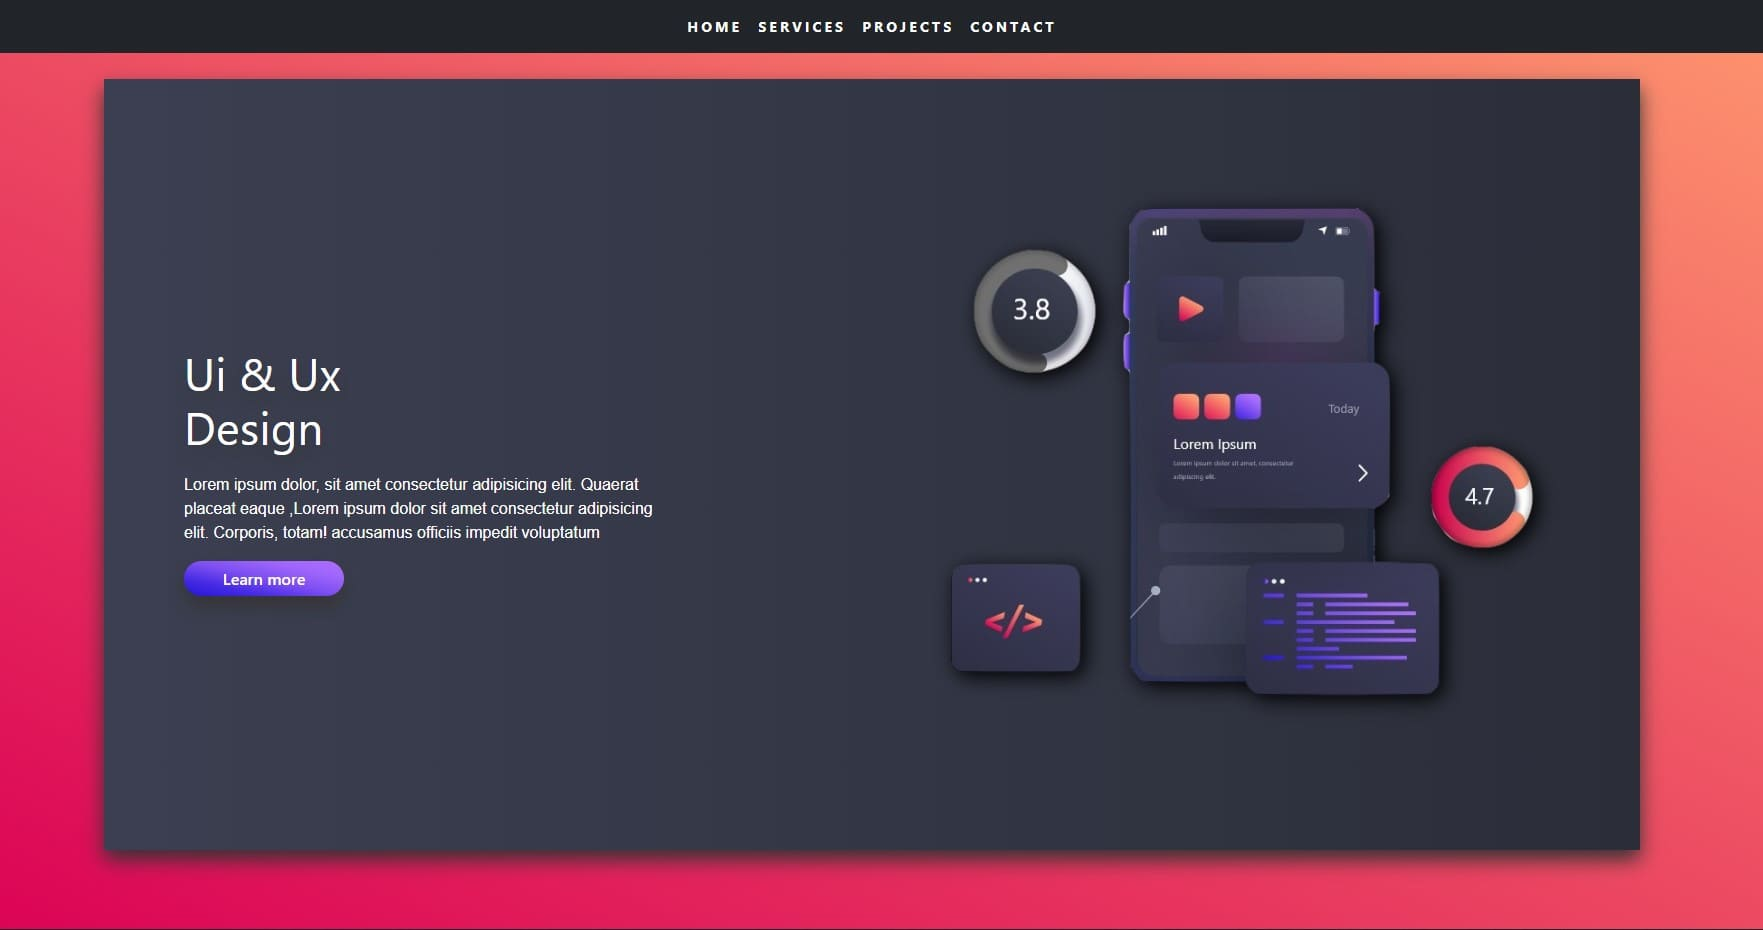 HOME SERVICES PROJECTS CONTACT
Ui & Ux
Design
Lorem ipsum dolor, sit amet consectetur adipisicing elit. Quaerat
placeat eaque ,Lorem ipsum dolor sit amet consectetur adipisicing
elit. Corporis, totam! accusamus officiis impedit voluptatum
Learn more
3.8
Today
Lorem Ipsum
Lorem ipsum dolor sit amet, consectetur
adipiscing elit.
4.7
</>